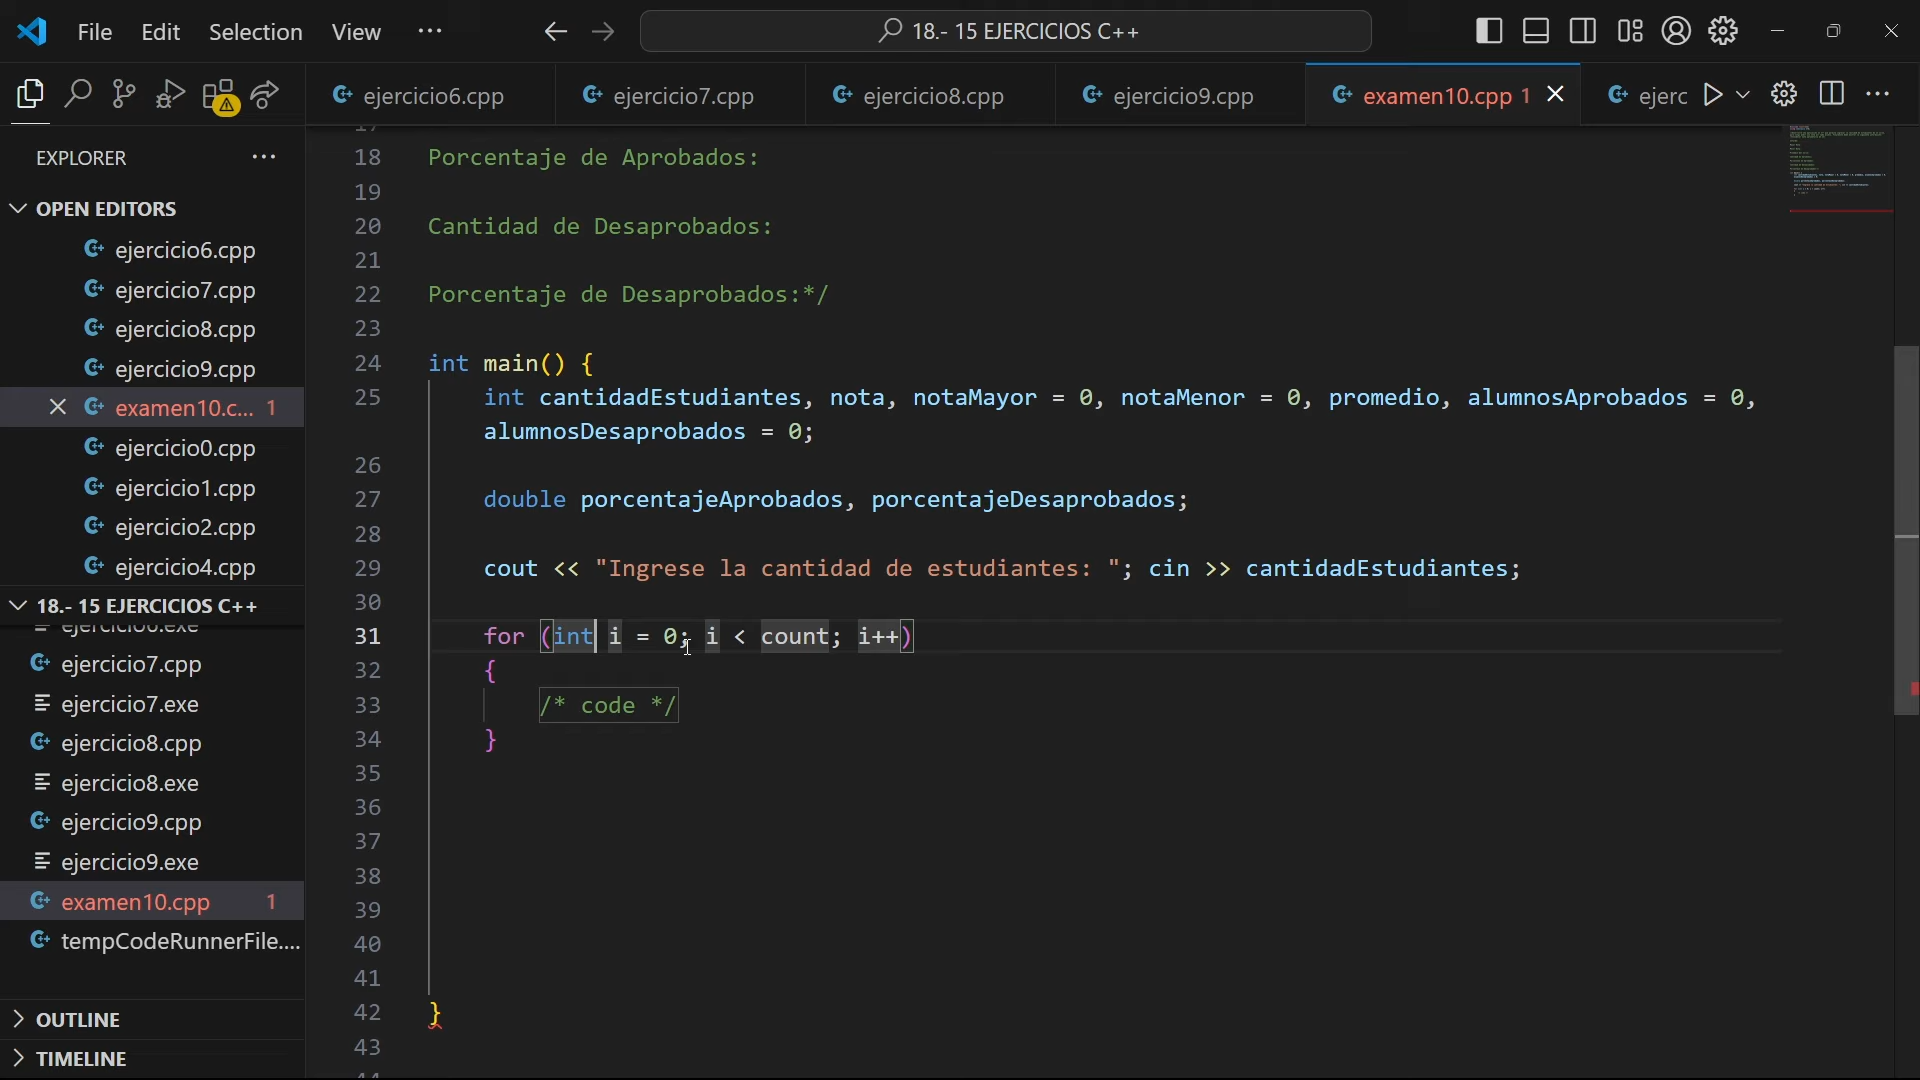 File Edit Selection View ··· 18.- 15 EJERCICIOS C++
ejercicio6.cpp ejercicio7.cpp ejercicio8.cpp ejercicio9.cpp examen10.cpp 1 ejerc
EXPLORER ···
OPEN EDITORS
ejercicio6.cpp
ejercicio7.cpp
ejercicio8.cpp
ejercicio9.cpp
examen10.c... 1
ejercicio0.cpp
ejercicio1.cpp
ejercicio2.cpp
ejercicio4.cpp
18.- 15 EJERCICIOS C++
ejercicio6.exe
ejercicio7.cpp
ejercicio7.exe
ejercicio8.cpp
ejercicio8.exe
ejercicio9.cpp
ejercicio9.exe
examen10.cpp 1
tempCodeRunnerFile....
OUTLINE
TIMELINE
17
18 Porcentaje de Aprobados:
19
20 Cantidad de Desaprobados:
21
22 Porcentaje de Desaprobados:*/
23
24 int main() {
25 int cantidadEstudiantes, nota, notaMayor = 0, notaMenor = 0, promedio, alumnosAprobados = 0,
alumnosDesaprobados = 0;
26
27 double porcentajeAprobados, porcentajeDesaprobados;
28
29 cout << "Ingrese la cantidad de estudiantes: "; cin >> cantidadEstudiantes;
30
31 for (int i = 0; i < count; i++)
32 {
33 /* code */
34 }
35
36
37
38
39
40
41
42 }
43
44